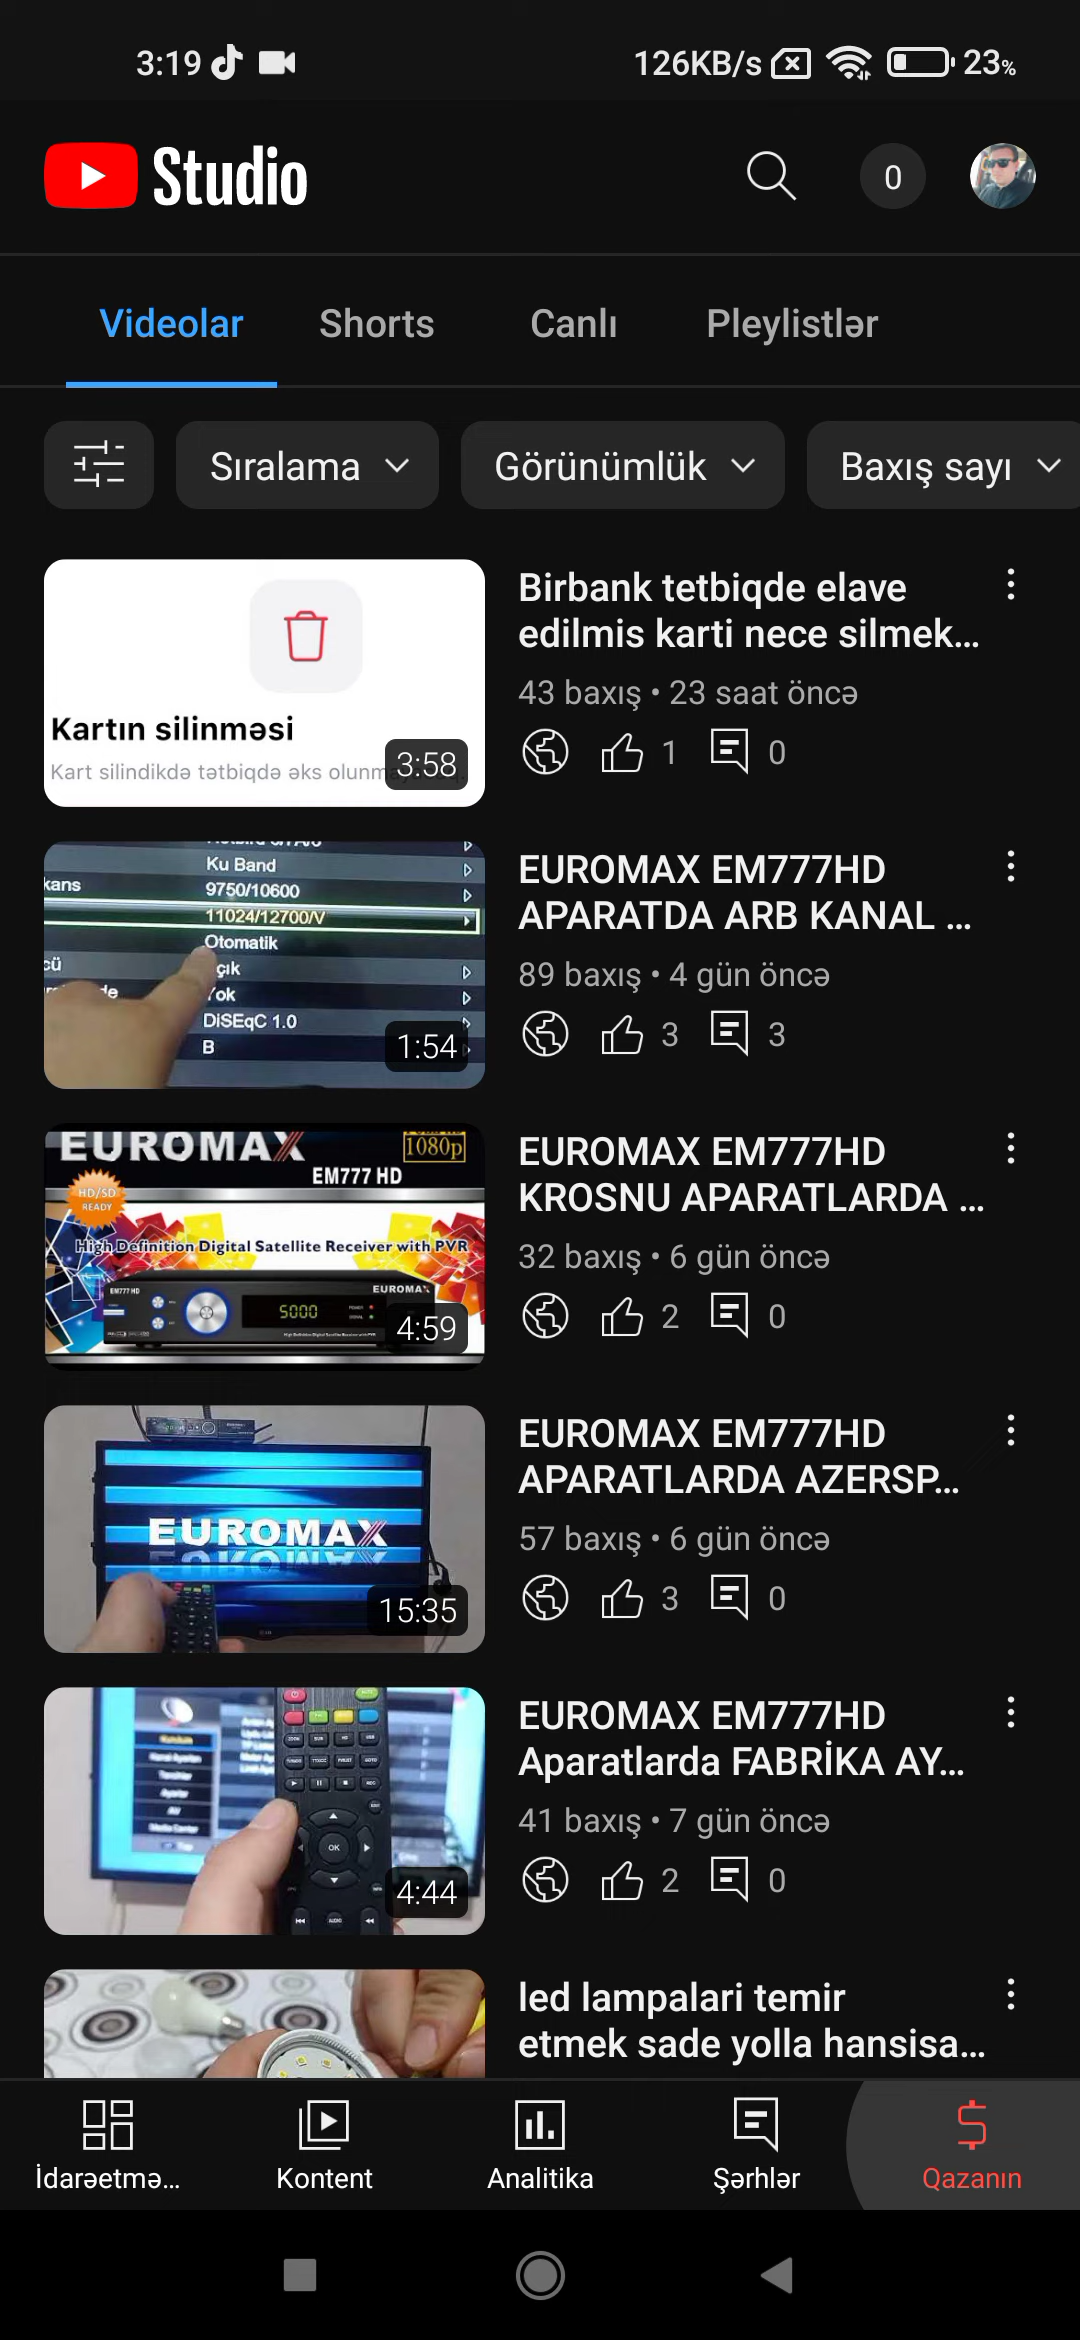 3:19 126KB/s 23%
Studio
0
Videolar Shorts Canlı Pleylistlər
Sıralama Görünümlük Baxış sayı
Kartın silinməsi
Kart silindikdə tətbiqdə əks olunma
3:58
Birbank tetbiqde elave
edilmis karti nece silmek...
43 baxış • 23 saat öncə
1 0
Ku Band
kans 9750/10600
11024/12700/V
Otomatik
cü
DiSEqC 1.0
B
1:54
EUROMAX EM777HD
APARATDA ARB KANAL ...
89 baxış • 4 gün öncə
3 3
EUROMAX 1080p
EM777 HD
HD/SD
READY
High Definition Digital Satellite Receiver with PVR
EM777 HD EUROMAX
5000
4:59
EUROMAX EM777HD
KROSNU APARATLARDA ...
32 baxış • 6 gün öncə
2 0
EUROMAX
15:35
EUROMAX EM777HD
APARATLARDA AZERSP...
57 baxış • 6 gün öncə
3 0
OK
4:44
EUROMAX EM777HD
Aparatlarda FABRİKA AY...
41 baxış • 7 gün öncə
2 0
led lampalari temir
etmek sade yolla hansisa...
İdarəetmə... Kontent Analitika Şərhlər Qazanın